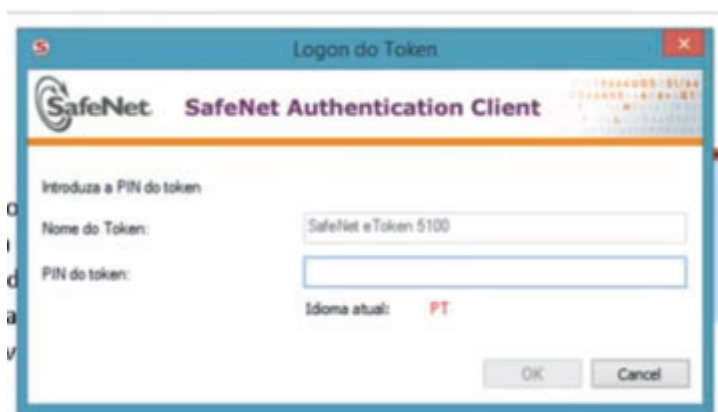 Logon do Token
SafeNet. SafeNet Authentication Client
Introduza a PIN do token
Nome do Token: SafeNet eToken 5100
PIN do token:
Idioma atual: PT
OK Cancel